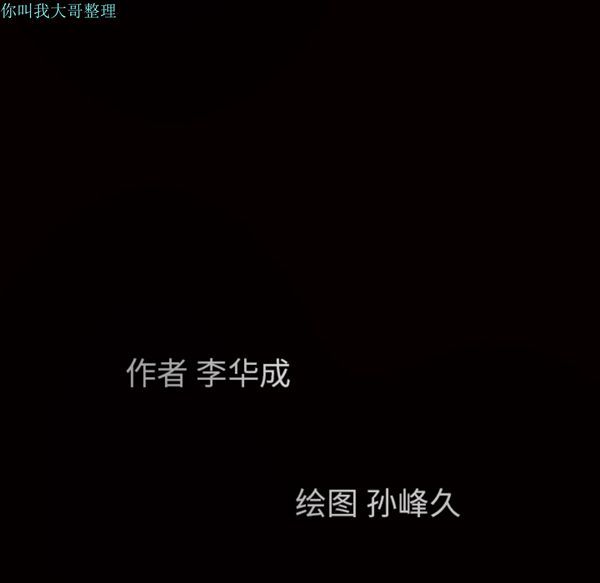 你叫我大哥整理
作者 李华成
绘图 孙峰久